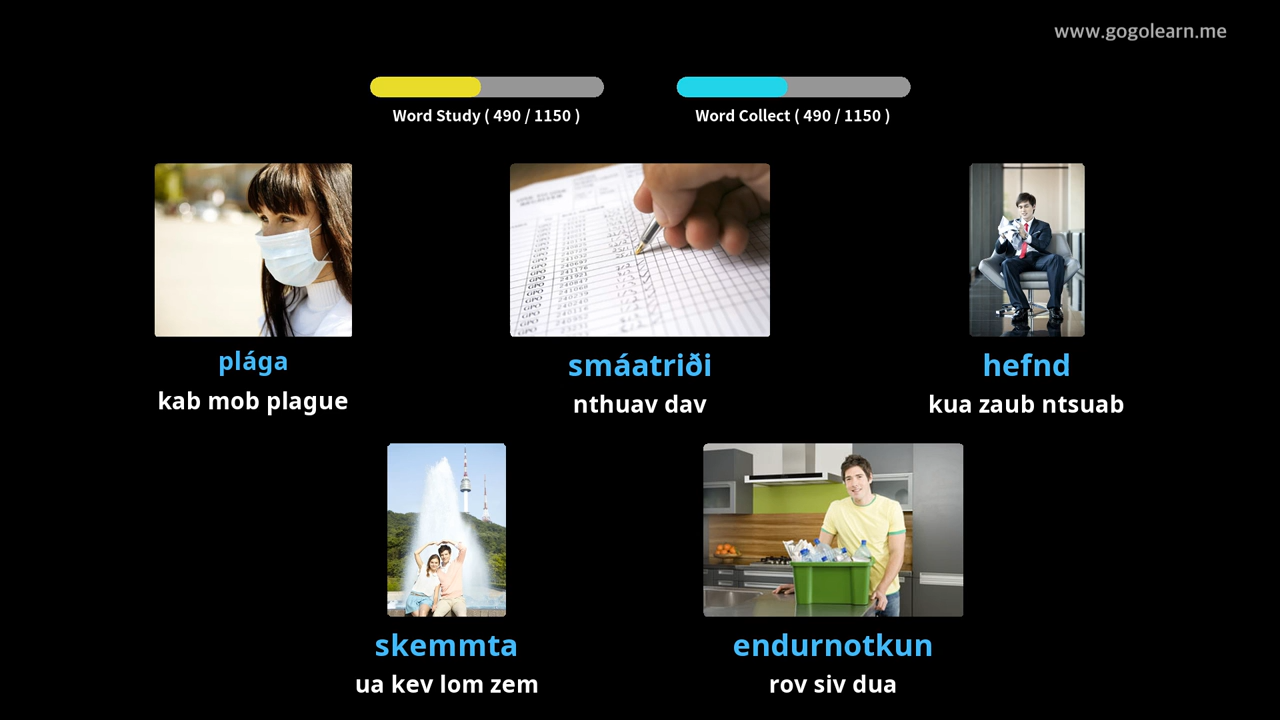 www.gogolearn.me
Word Study ( 490 / 1150 )
Word Collect ( 490 / 1150 )
plága
kab mob plague
smáatriði
nthuav dav
hefnd
kua zaub ntsuab
skemmta
ua kev lom zem
endurnotkun
rov siv dua